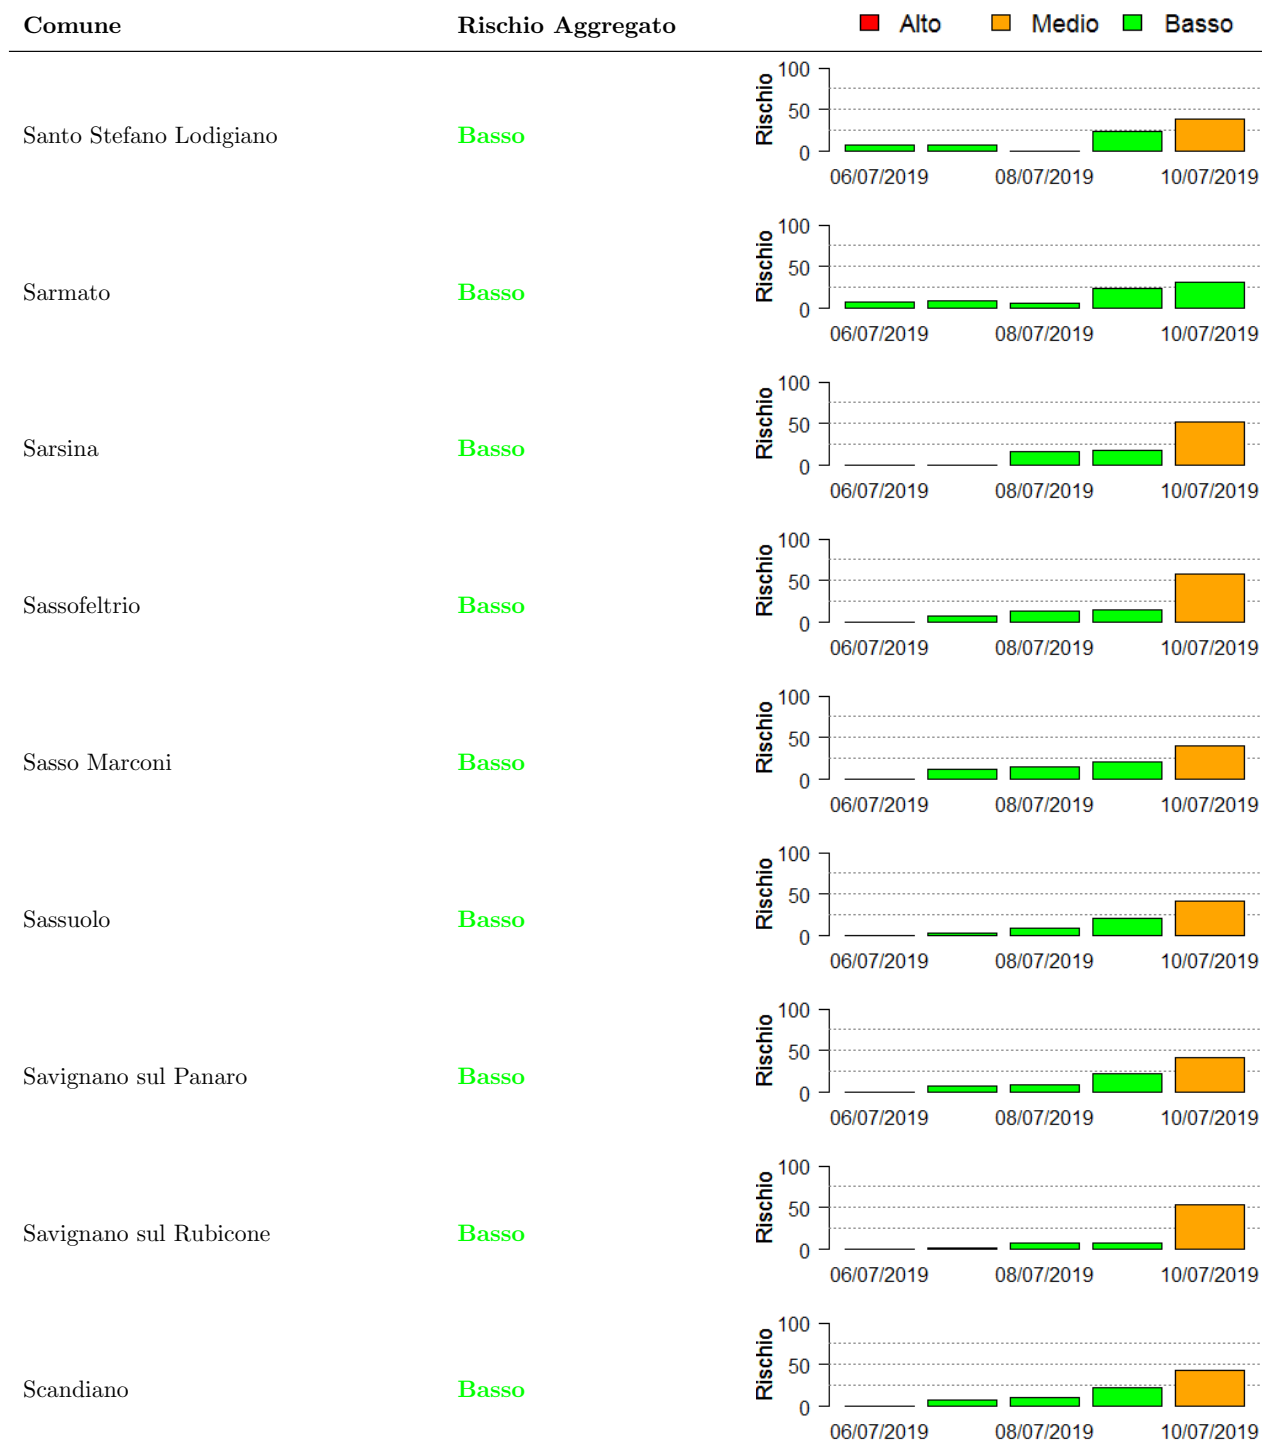 Comune Rischio Aggregato Alto Medio Basso
Santo Stefano Lodigiano Basso Rischio 100 50 0
06/07/2019 08/07/2019 10/07/2019
Sarmato Basso Rischio 100 50 0
06/07/2019 08/07/2019 10/07/2019
Sarsina Basso Rischio 100 50 0
06/07/2019 08/07/2019 10/07/2019
Sassofeltrio Basso Rischio 100 50 0
06/07/2019 08/07/2019 10/07/2019
Sasso Marconi Basso Rischio 100 50 0
06/07/2019 08/07/2019 10/07/2019
Sassuolo Basso Rischio 100 50 0
06/07/2019 08/07/2019 10/07/2019
Savignano sul Panaro Basso Rischio 100 50 0
06/07/2019 08/07/2019 10/07/2019
Savignano sul Rubicone Basso Rischio 100 50 0
06/07/2019 08/07/2019 10/07/2019
Scandiano Basso Rischio 100 50 0
06/07/2019 08/07/2019 10/07/2019